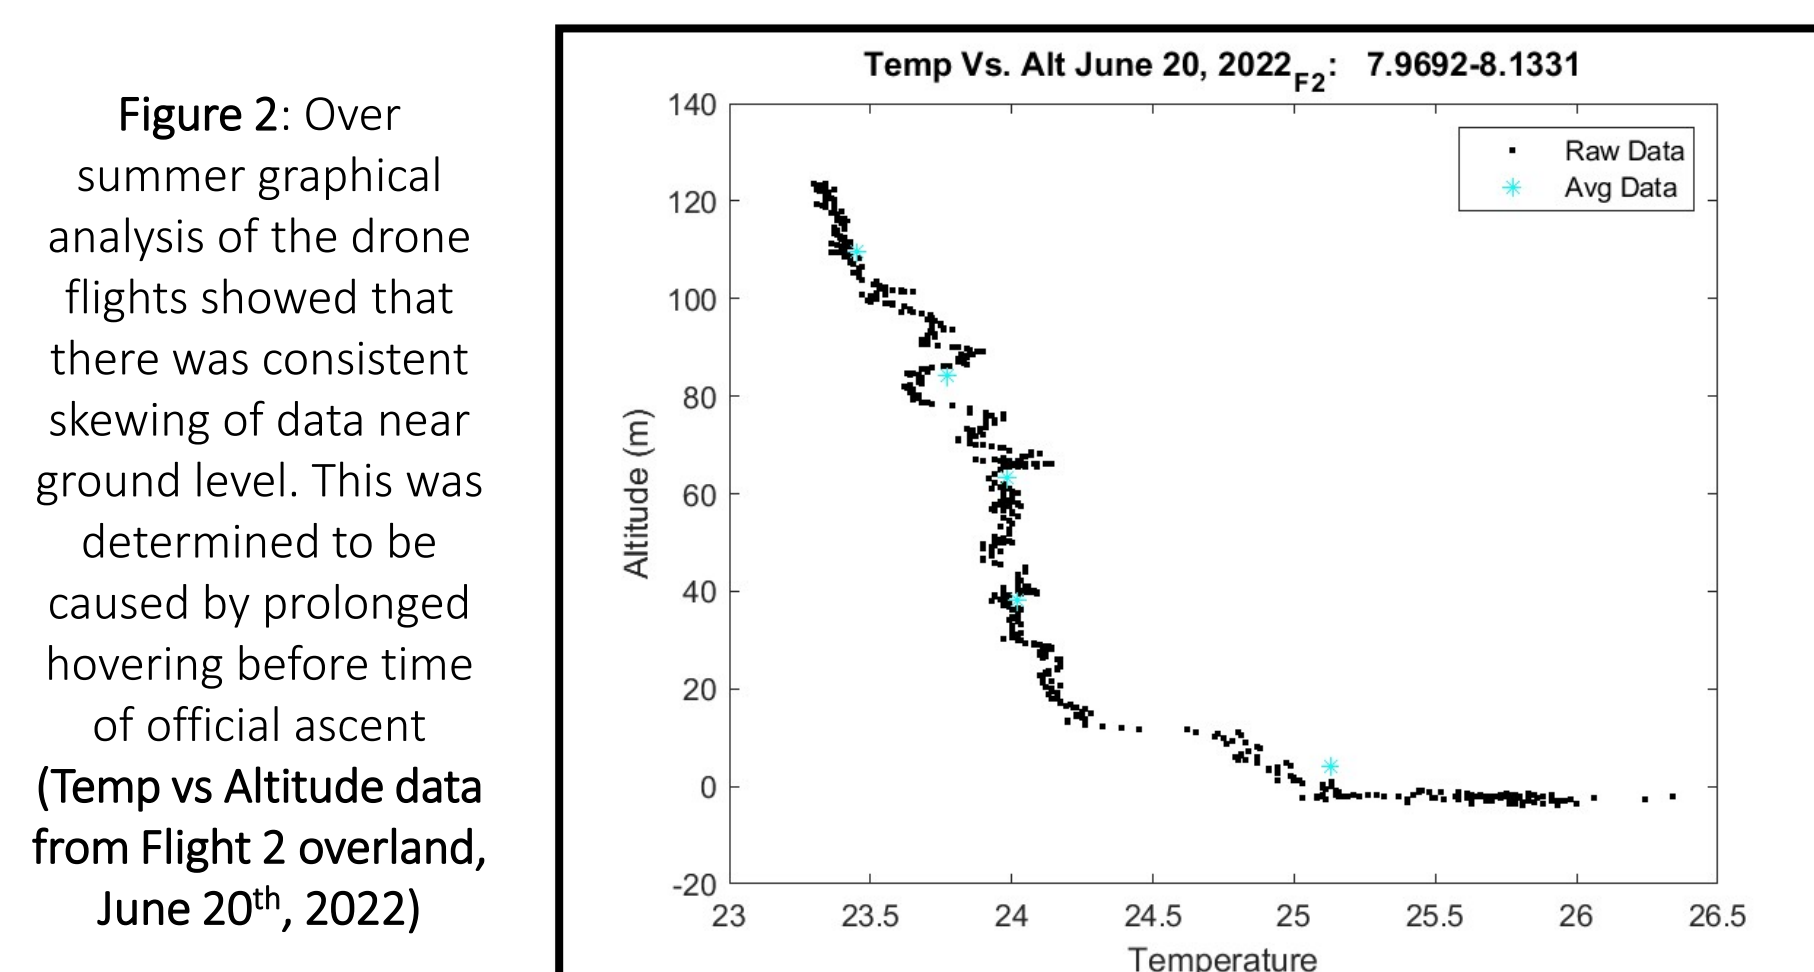 Figure 2: Over
summer graphical
analysis of the drone
flights showed that
there was consistent
skewing of data near
ground level. This was
determined to be
caused by prolonged
hovering before time
of official ascent
(Temp vs Altitude data
from Flight 2 overland,
June 20th, 2022)
Temp Vs. Alt June 20, 2022F2: 7.9692-8.1331
Raw Data
Avg Data
Altitude (m)
140
120
100
80
60
40
20
0
-20
23 23.5 24 24.5 25 25.5 26 26.5
Temperature